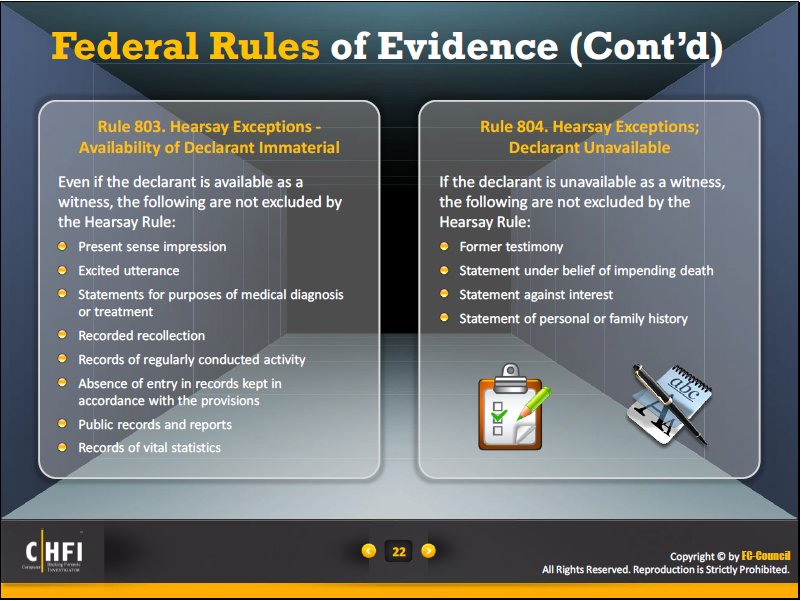 Federal Rules of Evidence (Cont’d)
Rule 803. Hearsay Exceptions -
Availability of Declarant Immaterial
Even if the declarant is available as a
witness, the following are not excluded by
the Hearsay Rule:
Present sense impression
Excited utterance
Statements for purposes of medical diagnosis
or treatment
Recorded recollection
Records of regularly conducted activity
Absence of entry in records kept in
accordance with the provisions
Public records and reports
Records of vital statistics
Rule 804. Hearsay Exceptions;
Declarant Unavailable
If the declarant is unavailable as a witness,
the following are not excluded by the
Hearsay Rule:
Former testimony
Statement under belief of impending death
Statement against interest
Statement of personal or family history
abc
AA
CHFI
Computer Hacking Forensic
INVESTIGATOR
22
Copyright © by EC-Council
All Rights Reserved. Reproduction is Strictly Prohibited.